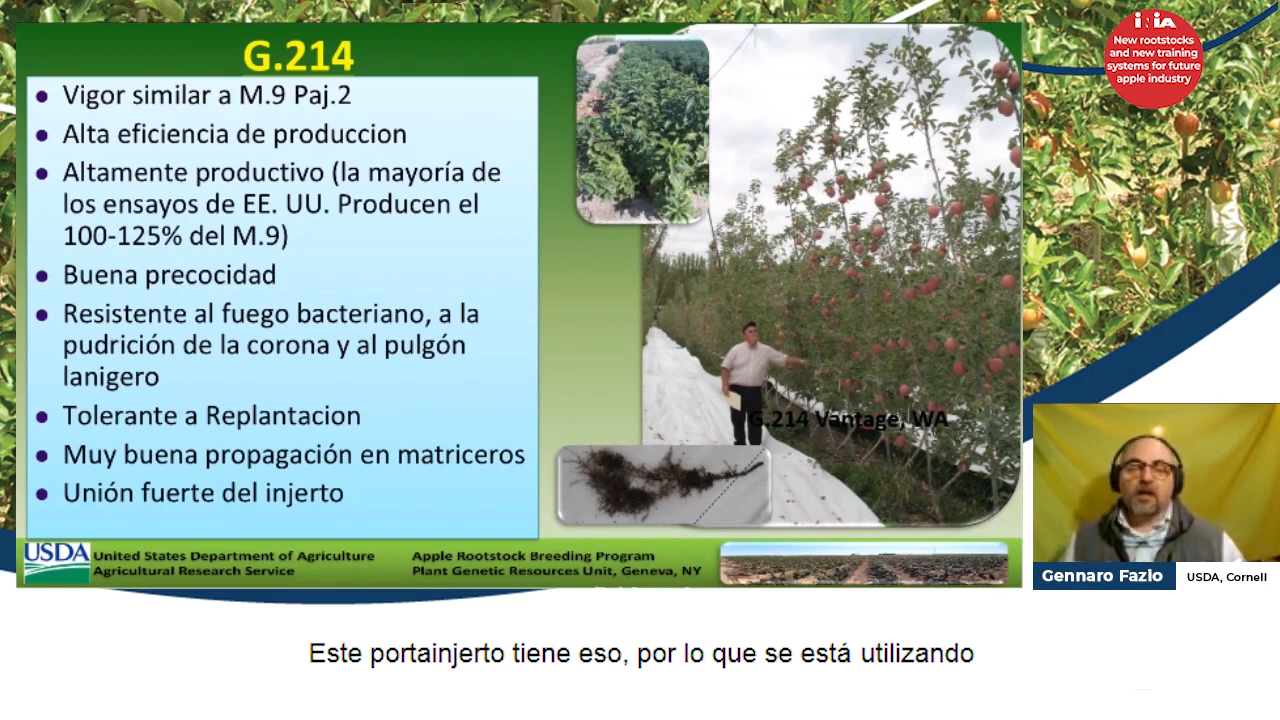 G.214
Vigor similar a M.9 Paj.2
Alta eficiencia de produccion
Altamente productivo (la mayoría de
los ensayos de EE. UU. Producen el
100-125% del M.9)
Buena precocidad
Resistente al fuego bacteriano, a la
pudrición de la corona y al pulgón
lanigero
Tolerante a Replantacion
Muy buena propagación en matriceros
Unión fuerte del injerto
G.214 Vantage, WA
USDA
United States Department of Agriculture
Agricultural Research Service
Apple Rootstock Breeding Program
Plant Genetic Resources Unit, Geneva, NY
iNiA
New rootstocks
and new training
systems for future
apple industry
Gennaro Fazio
USDA, Cornell
Este portainjerto tiene eso, por lo que se está utilizando